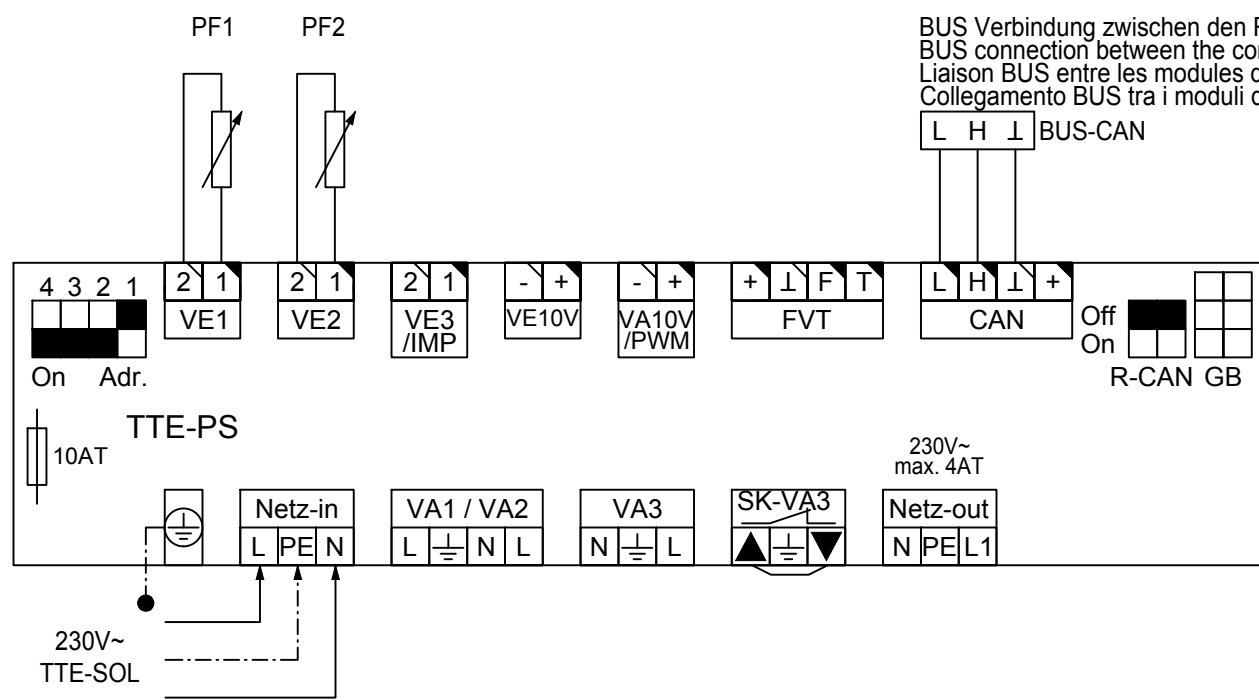 PF1 PF2
BUS Verbindung zwischen den
BUS connection between the
Liaison BUS entre les modules
Collegamento BUS tra i moduli
L H ⊥ BUS-CAN
4 3 2 1
On Adr.
2 1
VE1
2 1
VE2
2 1
VE3
/IMP
- +
VE10V
- +
VA10V
/PWM
+ ⊥ F T
FVT
L H ⊥ +
CAN
Off
On
R-CAN GB
TTE-PS
10AT
230V~
max. 4AT
Netz-in
L PE N
VA1 / VA2
L N L
VA3
N L
SK-VA3
Netz-out
N PE L1
230V~
TTE-SOL